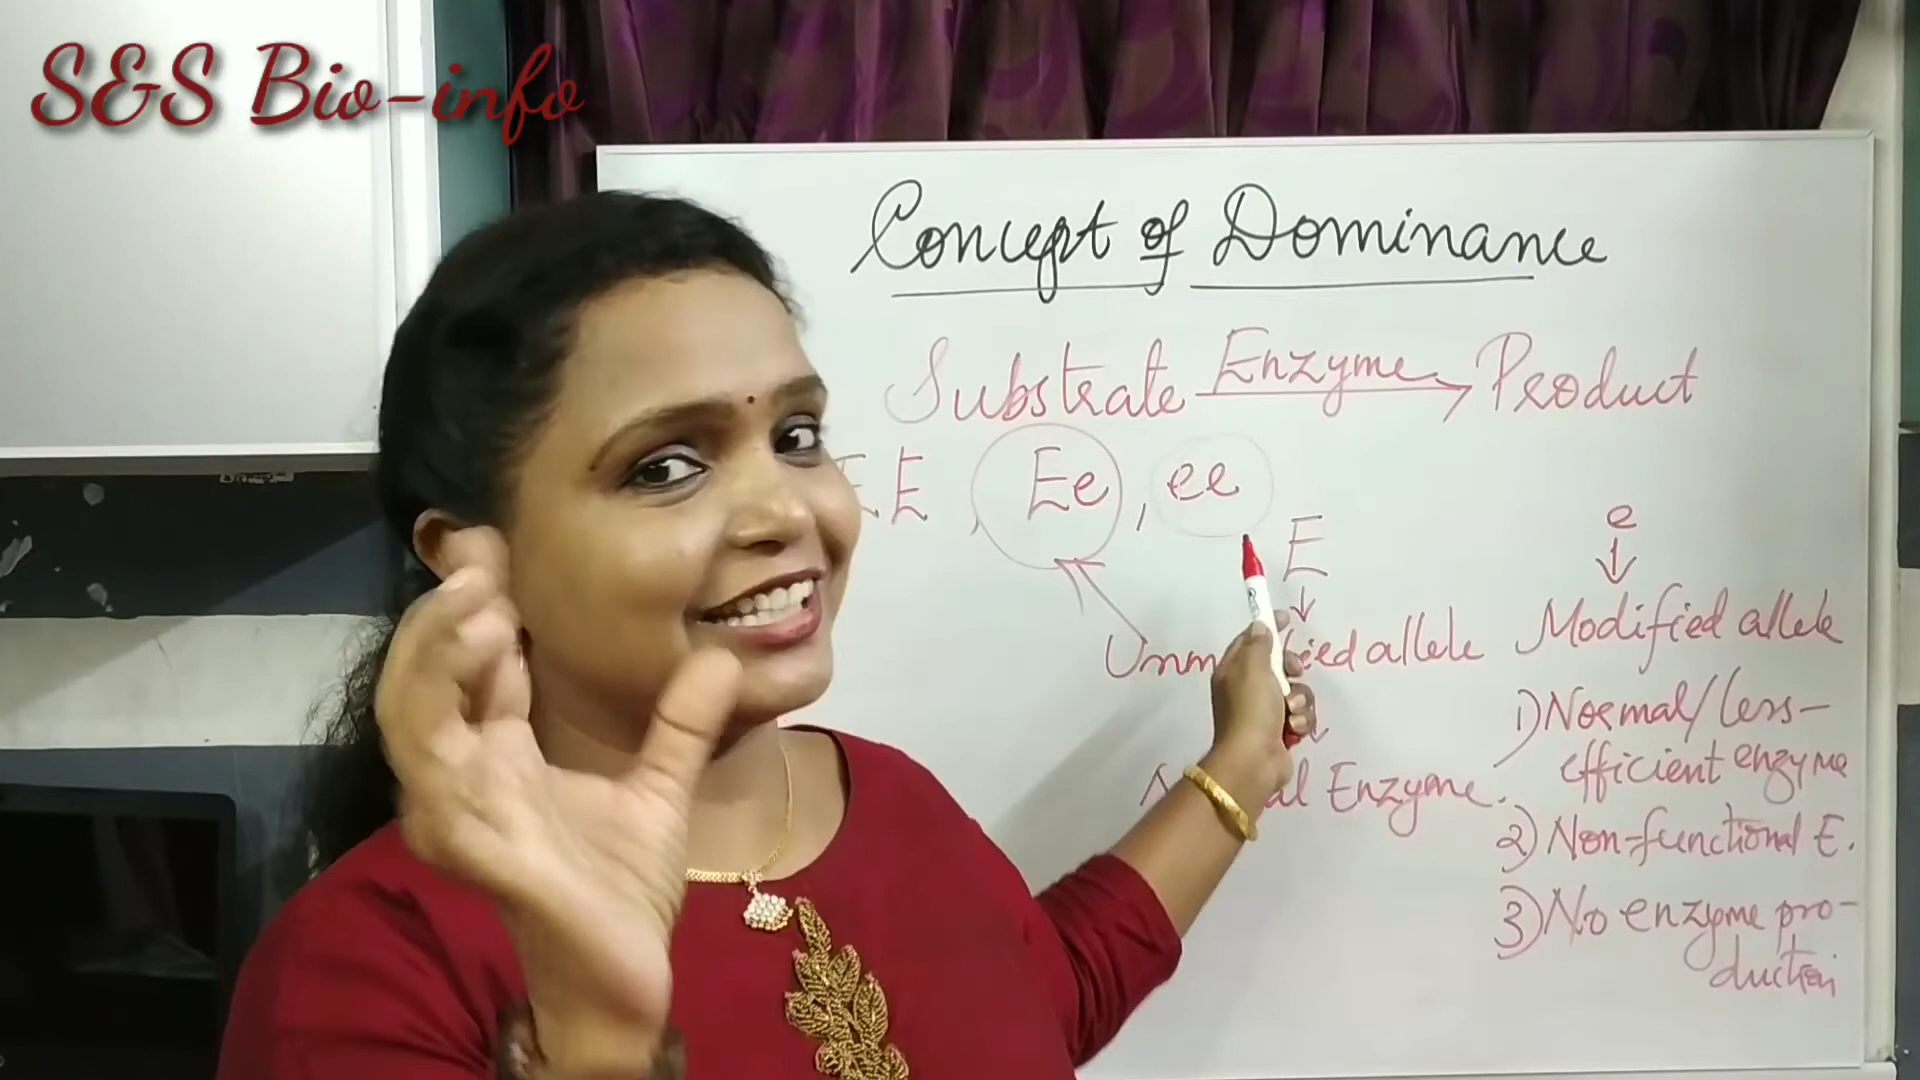 S&S Bio-info
Concept of Dominance
Substrate Enzyme Product
EE, Ee, ee
E
e
Modified allele
allele
1) Normal/less-
efficient enzyme
Enzyme.
2) Non-functional E.
3) No enzyme pro-
duction